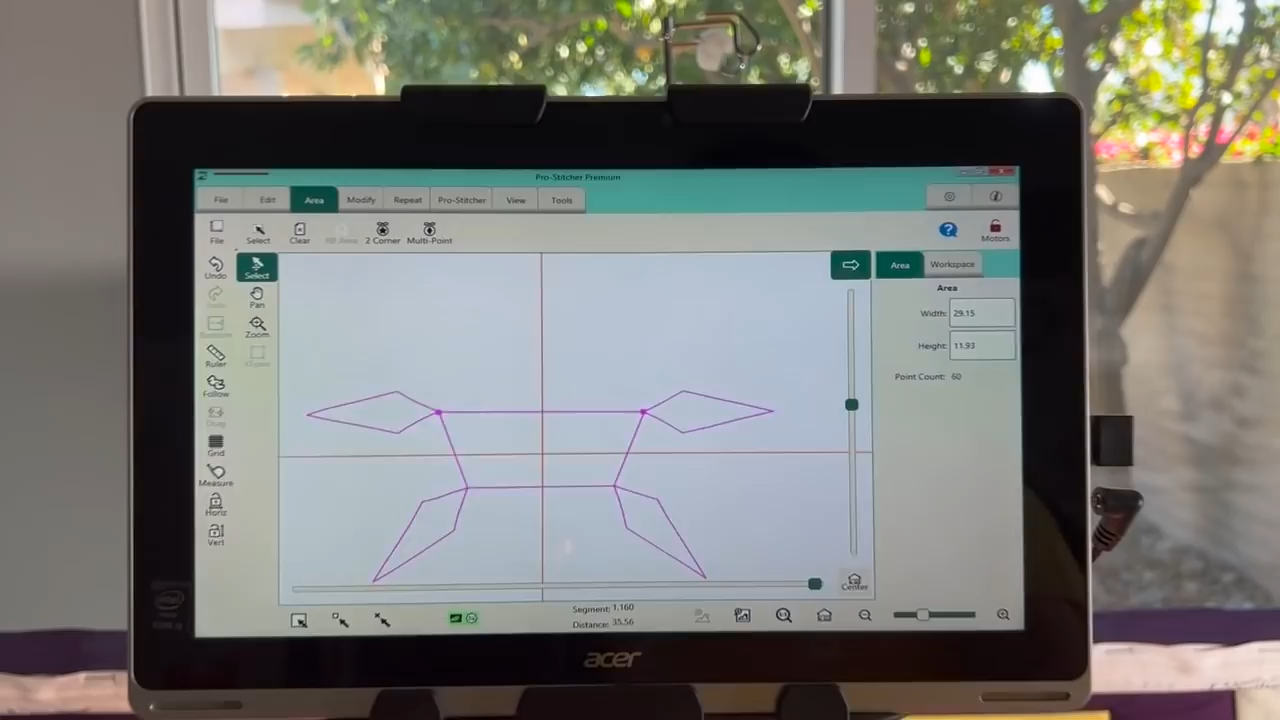 Pro-Stitcher Premium
File Edit Area Modify Repeat Pro-Stitcher View Tools
File Select Clear 2 Corner Multi-Point Motors
Undo Select
Pan
Zoom
Ruler
Follow
Drag
Grid
Measure
Horiz
Vert
Area Workspace
Area
Width: 29.15
Height: 11.93
Point Count: 60
Center
Segment: 1.160
Distance: 35.56
acer
intel